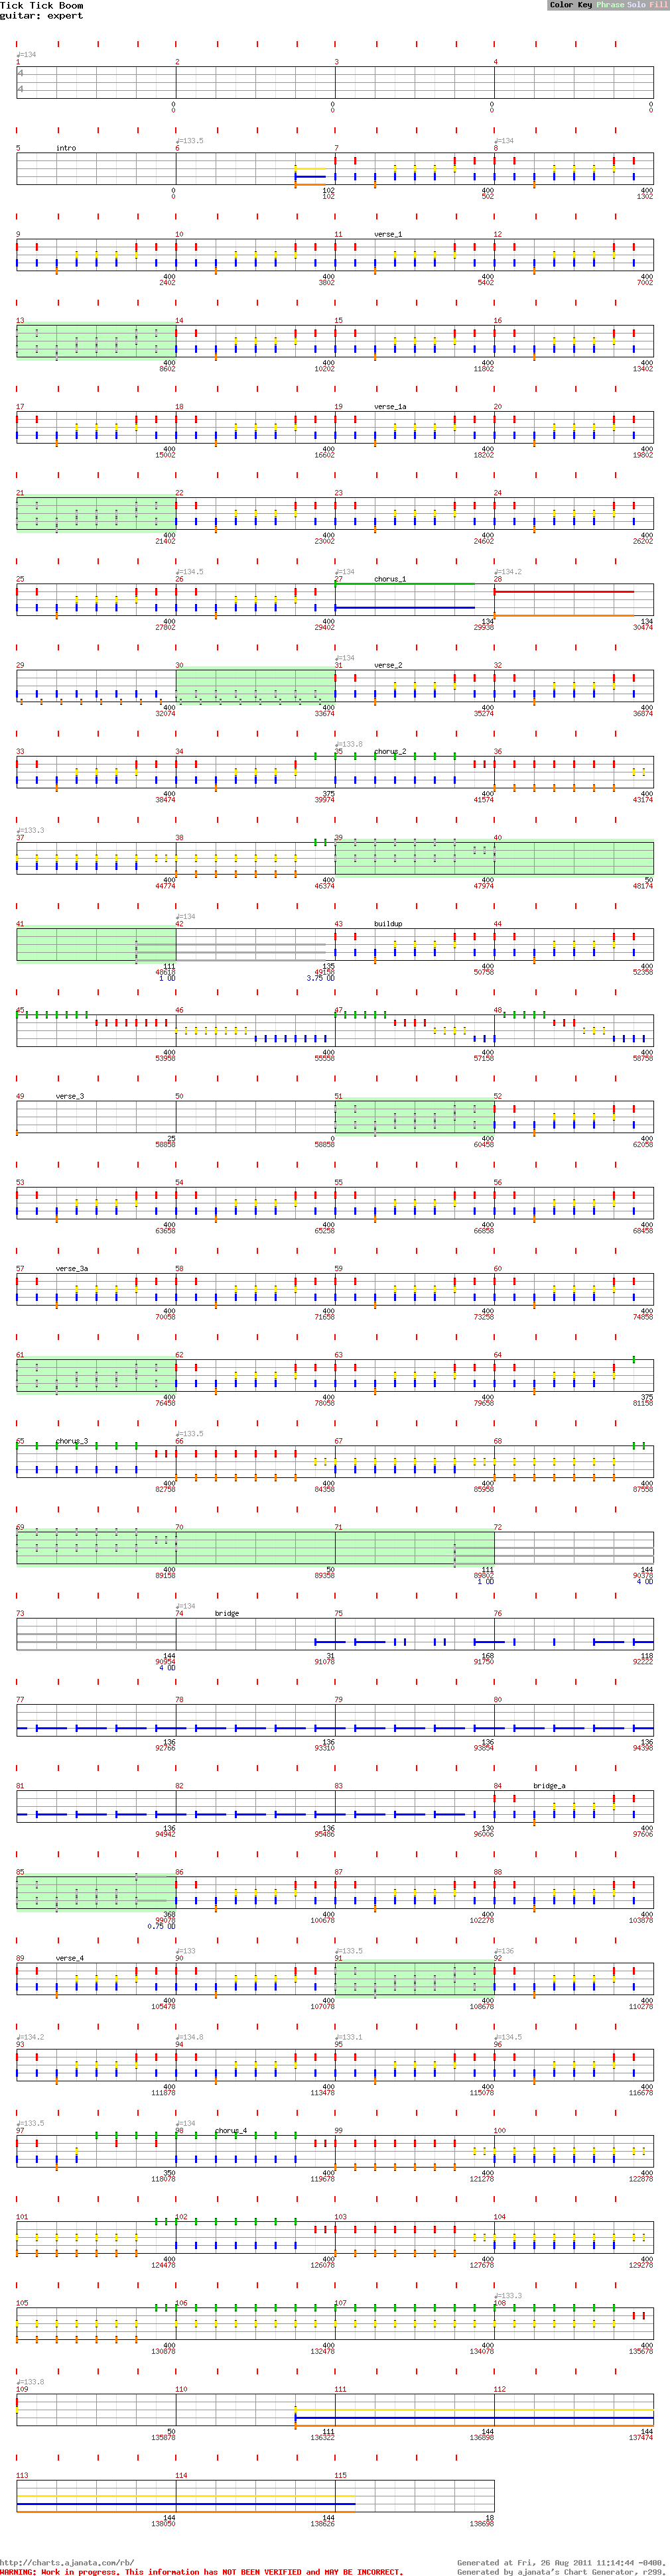 Tick Tick Boom
Color Key Phrase Solo Fill
guitar: expert
♩=134
1 2 3 4
4
4
0 0 0 0
0 0 0 0
♩=133.5 ♩=134
5 intro 6 7 8
0 102 400 400
0 102 502 1302
9 10 11 verse_1 12
400 400 400 400
2402 3802 5402 7002
13 14 15 16
400 400 400 400
8602 10202 11802 13402
17 18 19 verse_1a 20
400 400 400 400
15002 16602 18202 19802
21 22 23 24
400 400 400 400
21402 23002 24602 26202
♩=134.5 ♩=134 ♩=134.2
25 26 27 chorus_1 28
400 400 134 134
27802 29402 29938 30474
♩=134
29 30 31 verse_2 32
400 400 400 400
32074 33674 35274 36874
♩=133.8
33 34 35 chorus_2 36
400 375 400 400
38474 39974 41574 43174
♩=133.3
37 38 39 40
400 400 400 50
44774 46374 47974 48174
♩=134
41 42 43 buildup 44
111 135 400 400
48618 49158 50758 52358
1 OD 3.75 OD
45 46 47 48
400 400 400 400
53958 55558 57158 58758
49 verse_3 50 51 52
25 0 400 400
58858 58858 60458 62058
53 54 55 56
400 400 400 400
63658 65258 66858 68458
57 verse_3a 58 59 60
400 400 400 400
70058 71658 73258 74858
61 62 63 64
400 400 400 375
76458 78058 79658 81158
♩=133.5
65 chorus_3 66 67 68
400 400 400 400
82758 84358 85958 87558
69 70 71 72
400 50 111 144
89158 89358 89802 90378
1 OD 4 OD
♩=134
73 74 bridge 75 76
144 31 168 118
90954 91078 91750 92222
4 OD
77 78 79 80
136 136 136 136
92766 93310 93854 94398
81 82 83 84 bridge_a
136 136 130 400
94942 95486 96006 97606
85 86 87 88
368 400 400 400
99078 100678 102278 103878
0.75 OD
♩=133 ♩=133.5 ♩=136
89 verse_4 90 91 92
400 400 400 400
105478 107078 108678 110278
♩=134.2 ♩=134.8 ♩=133.1 ♩=134.5
93 94 95 96
400 400 400 400
111878 113478 115078 116678
♩=133.5 ♩=134
97 98 chorus_4 99 100
350 400 400 400
118078 119678 121278 122878
101 102 103 104
400 400 400 400
124478 126078 127678 129278
♩=133.3
105 106 107 108
400 400 400 400
130878 132478 134078 135678
♩=133.8
109 110 111 112
50 111 144 144
135878 136322 136898 137474
113 114 115
144 144 18
138050 138626 138698
http://charts.ajanata.com/rb/ Generated at Fri, 26 Aug 2011 11:14:44 -0400.
WARNING: Work in progress. This information has NOT BEEN VERIFIED and MAY BE INCORRECT. Generated by ajanata's Chart Generator, r299.